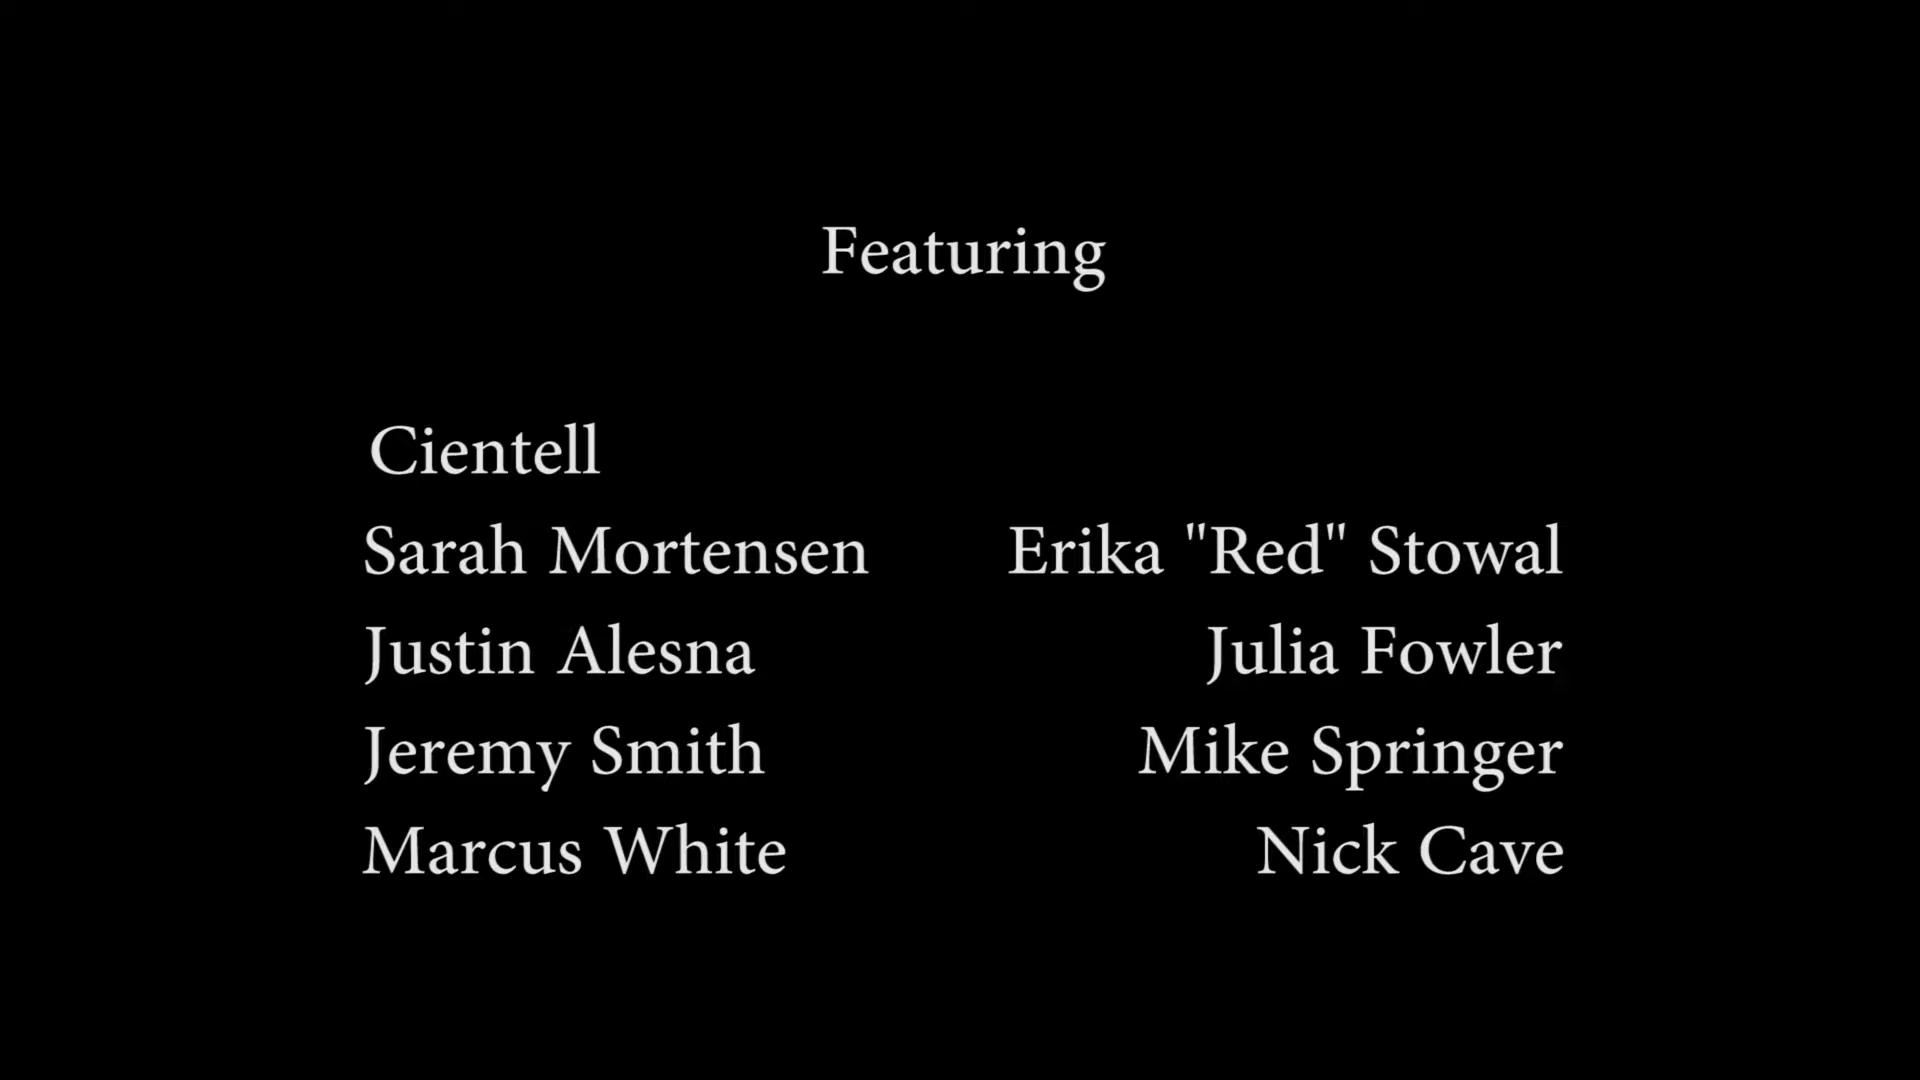 Featuring
Cientell
Sarah Mortensen Erika "Red" Stowal
Justin Alesna Julia Fowler
Jeremy Smith Mike Springer
Marcus White Nick Cave